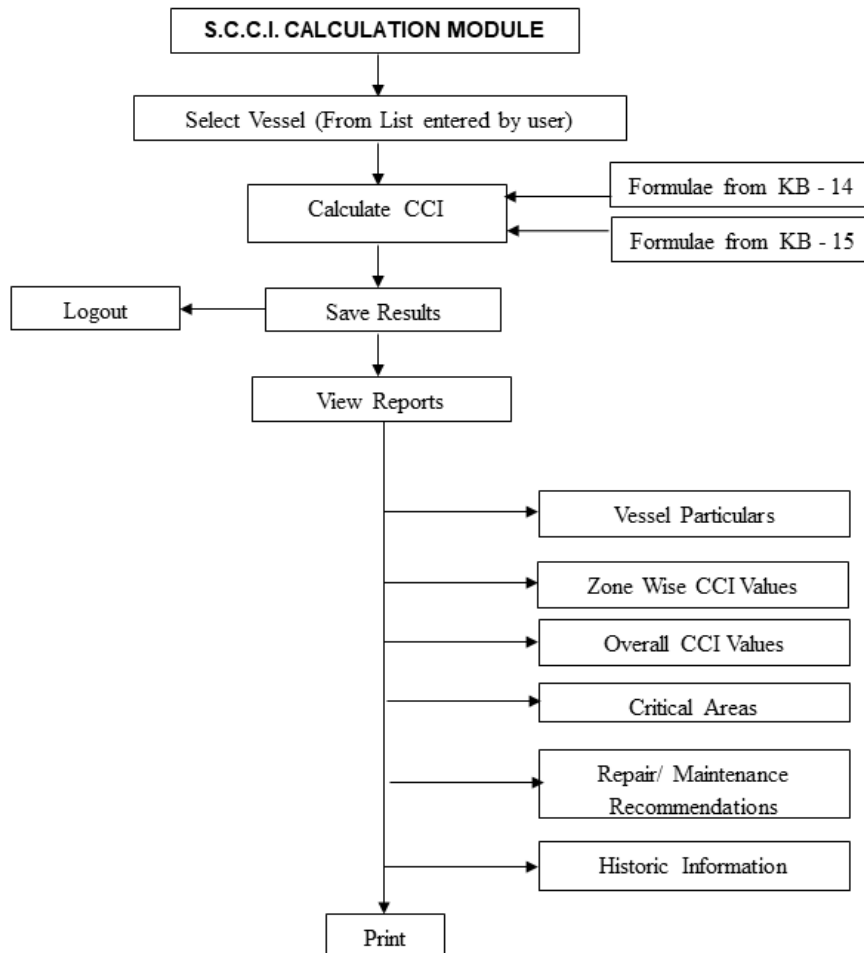 S.C.C.I. CALCULATION MODULE
Select Vessel (From List entered by user)
Formulae from KB - 14
Calculate CCI
Formulae from KB - 15
Logout
Save Results
View Reports
Vessel Particulars
Zone Wise CCI Values
Overall CCI Values
Critical Areas
Repair/ Maintenance
Recommendations
Historic Information
Print